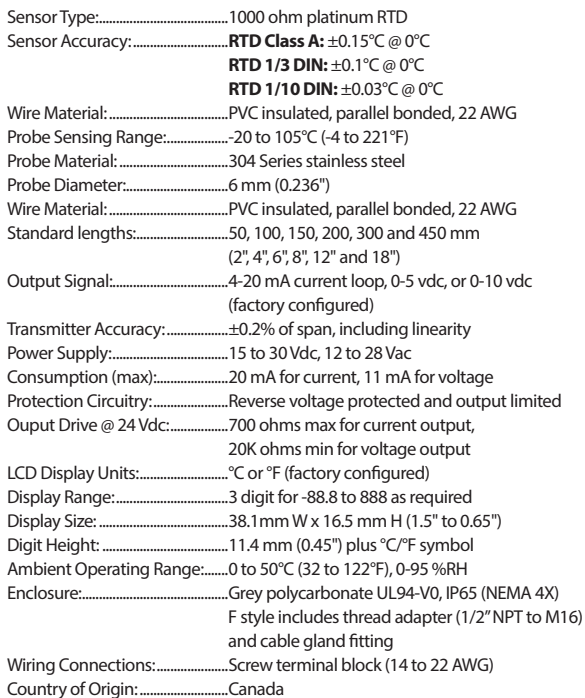 Sensor Type:....................................1000 ohm platinum RTD
Sensor Accuracy:..........................RTD Class A: ±0.15°C @ 0°C
RTD 1/3 DIN: ±0.1°C @ 0°C
RTD 1/10 DIN: ±0.03°C @ 0°C
Wire Material:.................................PVC insulated, parallel bonded, 22 AWG
Probe Sensing Range:.................-20 to 105°C (-4 to 221°F)
Probe Material:..............................304 Series stainless steel
Probe Diameter:............................6 mm (0.236")
Wire Material:.................................PVC insulated, parallel bonded, 22 AWG
Standard lengths:.........................50, 100, 150, 200, 300 and 450 mm
(2", 4", 6", 8", 12" and 18")
Output Signal:................................4-20 mA current loop, 0-5 vdc, or 0-10 vdc
(factory configured)
Transmitter Accuracy:.................±0.2% of span, including linearity
Power Supply:................................15 to 30 Vdc, 12 to 28 Vac
Consumption (max):....................20 mA for current, 11 mA for voltage
Protection Circuitry:.....................Reverse voltage protected and output limited
Ouput Drive @ 24 Vdc:................700 ohms max for current output,
20K ohms min for voltage output
LCD Display Units:.........................°C or °F (factory configured)
Display Range:...............................3 digit for -88.8 to 888 as required
Display Size:....................................38.1mm W x 16.5 mm H (1.5" to 0.65")
Digit Height:...................................11.4 mm (0.45") plus °C/°F symbol
Ambient Operating Range:.......0 to 50°C (32 to 122°F), 0-95 %RH
Enclosure:.........................................Grey polycarbonate UL94-V0, IP65 (NEMA 4X)
F style includes thread adapter (1/2” NPT to M16)
and cable gland fitting
Wiring Connections:....................Screw terminal block (14 to 22 AWG)
Country of Origin:.........................Canada